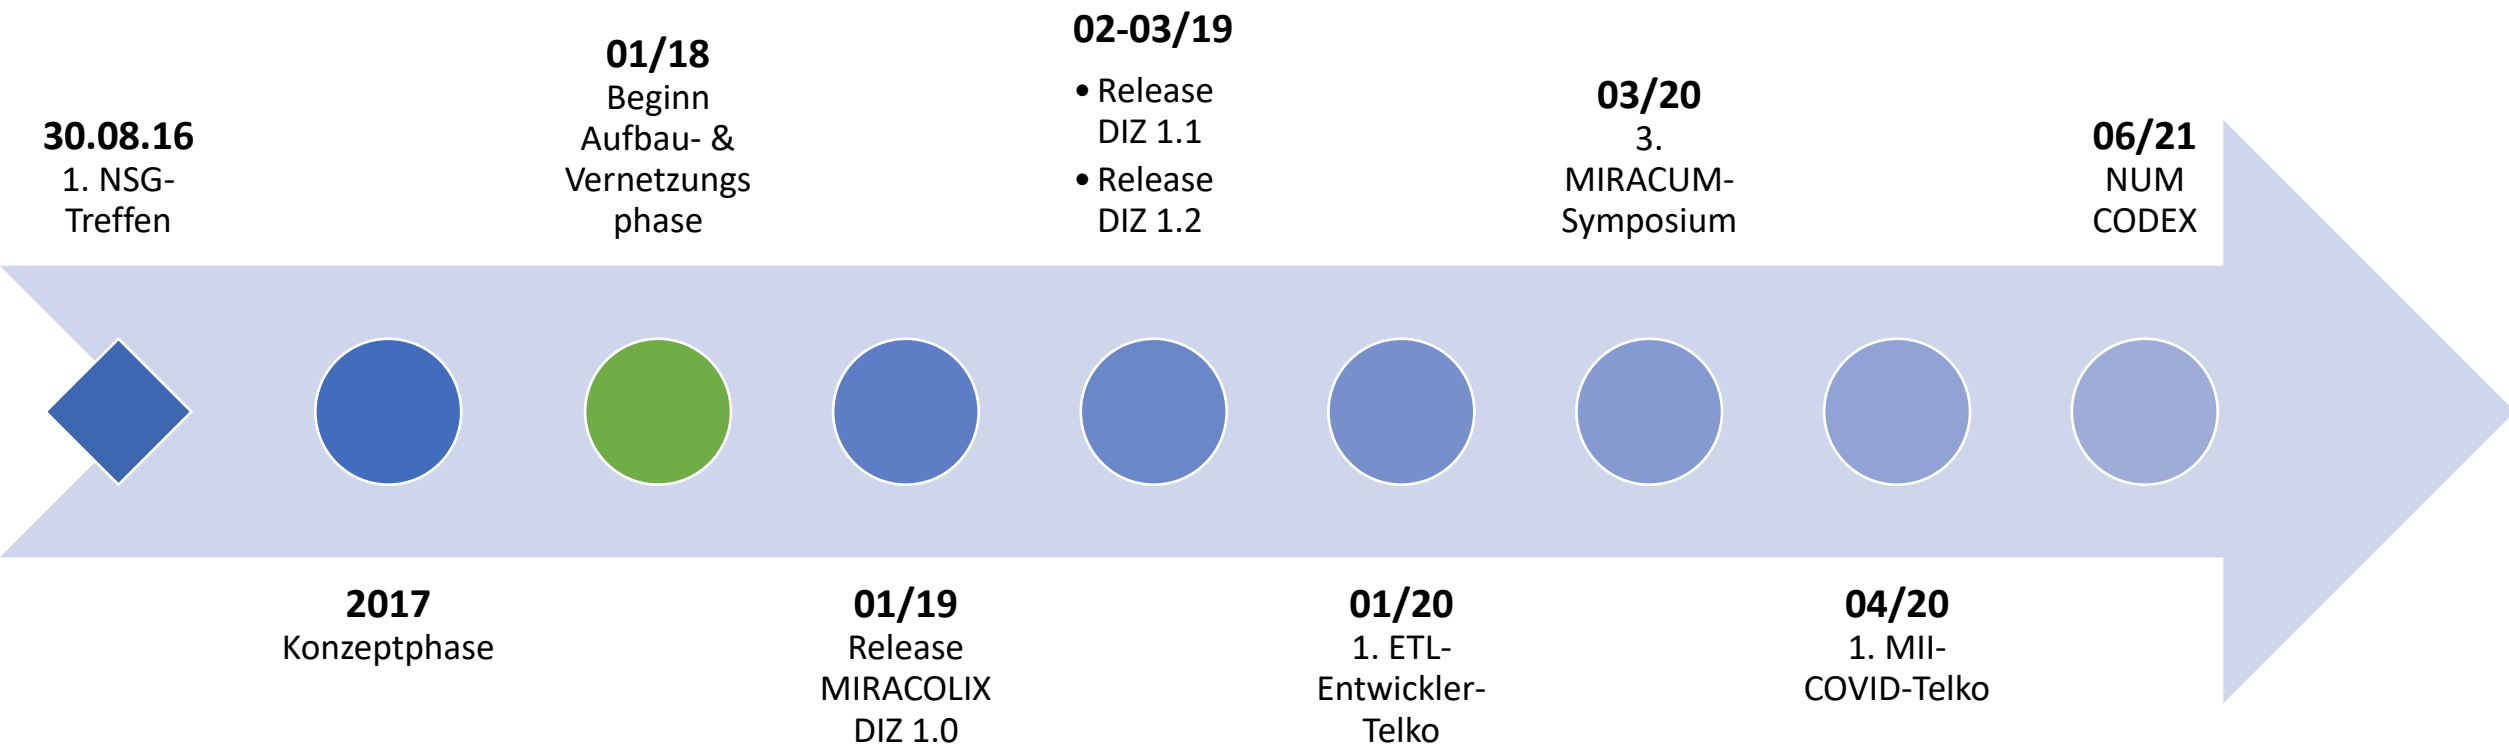 30.08.16
1. NSG-
Treffen
2017
Konzeptphase
01/18
Beginn
Aufbau- &
Vernetzungs
phase
01/19
Release
MIRACOLIX
DIZ 1.0
02-03/19
• Release
DIZ 1.1
• Release
DIZ 1.2
01/20
1. ETL-
Entwickler-
Telko
03/20
3.
MIRACUM-
Symposium
04/20
1. MII-
COVID-Telko
06/21
NUM
CODEX